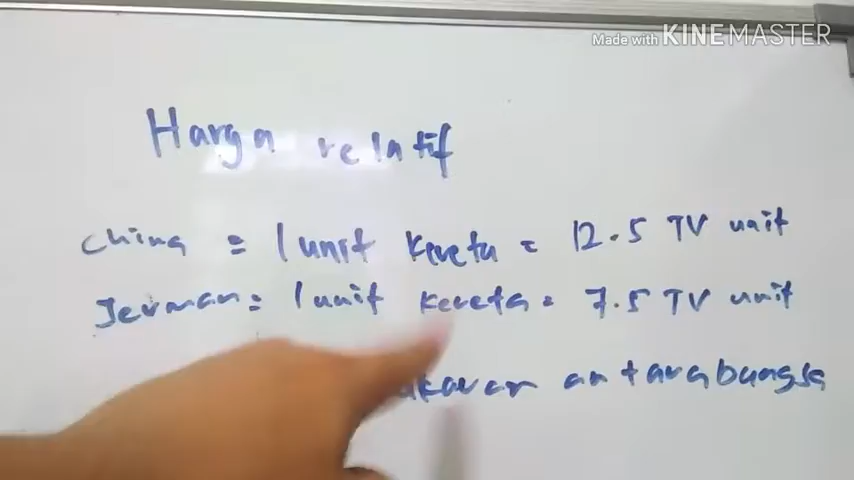 Made with KINEMASTER
Harga relatif
China = 1 unit kereta = 12.5 TV unit
Jerman = 1 unit kereta = 7.5 TV unit
antarabangsa